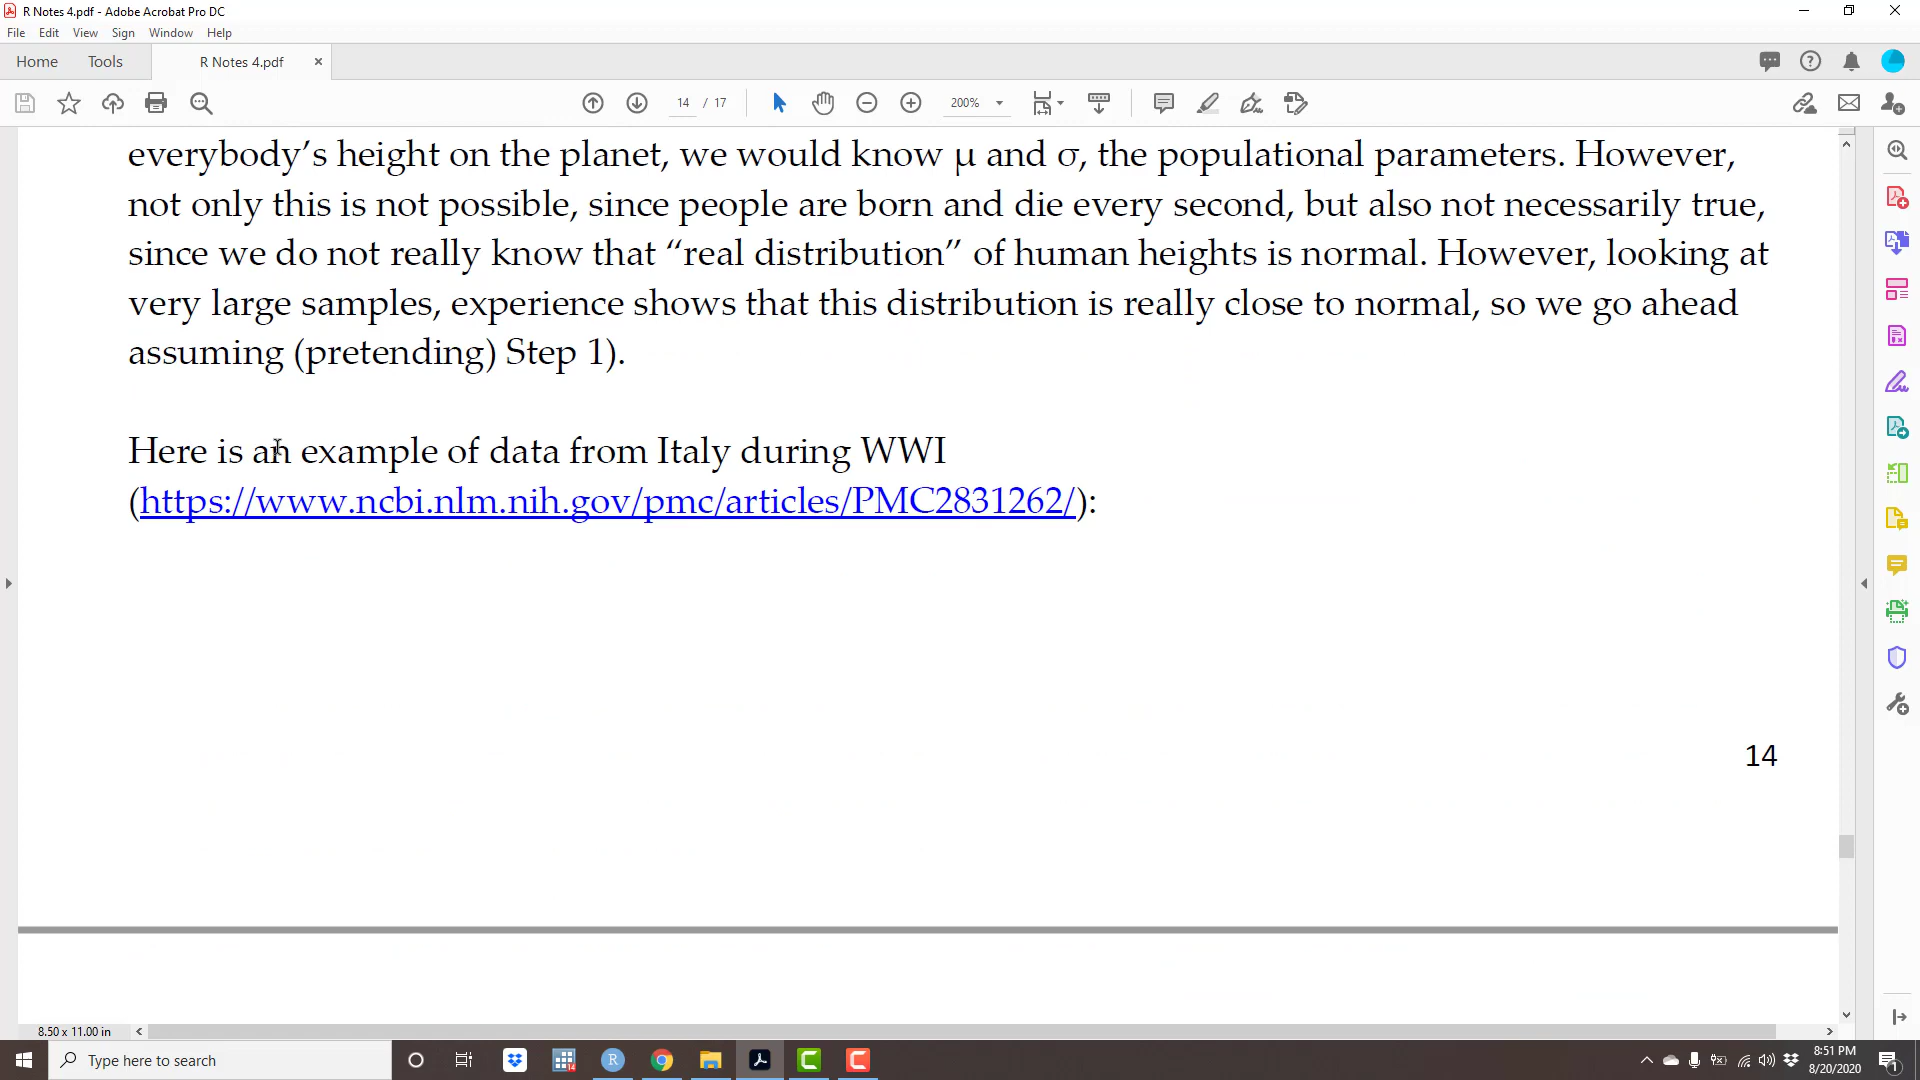 R Notes 4.pdf - Adobe Acrobat Pro DC
File Edit View Sign Window Help
Home Tools R Notes 4.pdf ×
14 / 17 200%
everybody’s height on the planet, we would know μ and σ, the populational parameters. However,
not only this is not possible, since people are born and die every second, but also not necessarily true,
since we do not really know that “real distribution” of human heights is normal. However, looking at
very large samples, experience shows that this distribution is really close to normal, so we go ahead
assuming (pretending) Step 1).
Here is an example of data from Italy during WWI
(https://www.ncbi.nlm.nih.gov/pmc/articles/PMC2831262/):
14
8.50 x 11.00 in
Type here to search
8:51 PM
8/20/2020